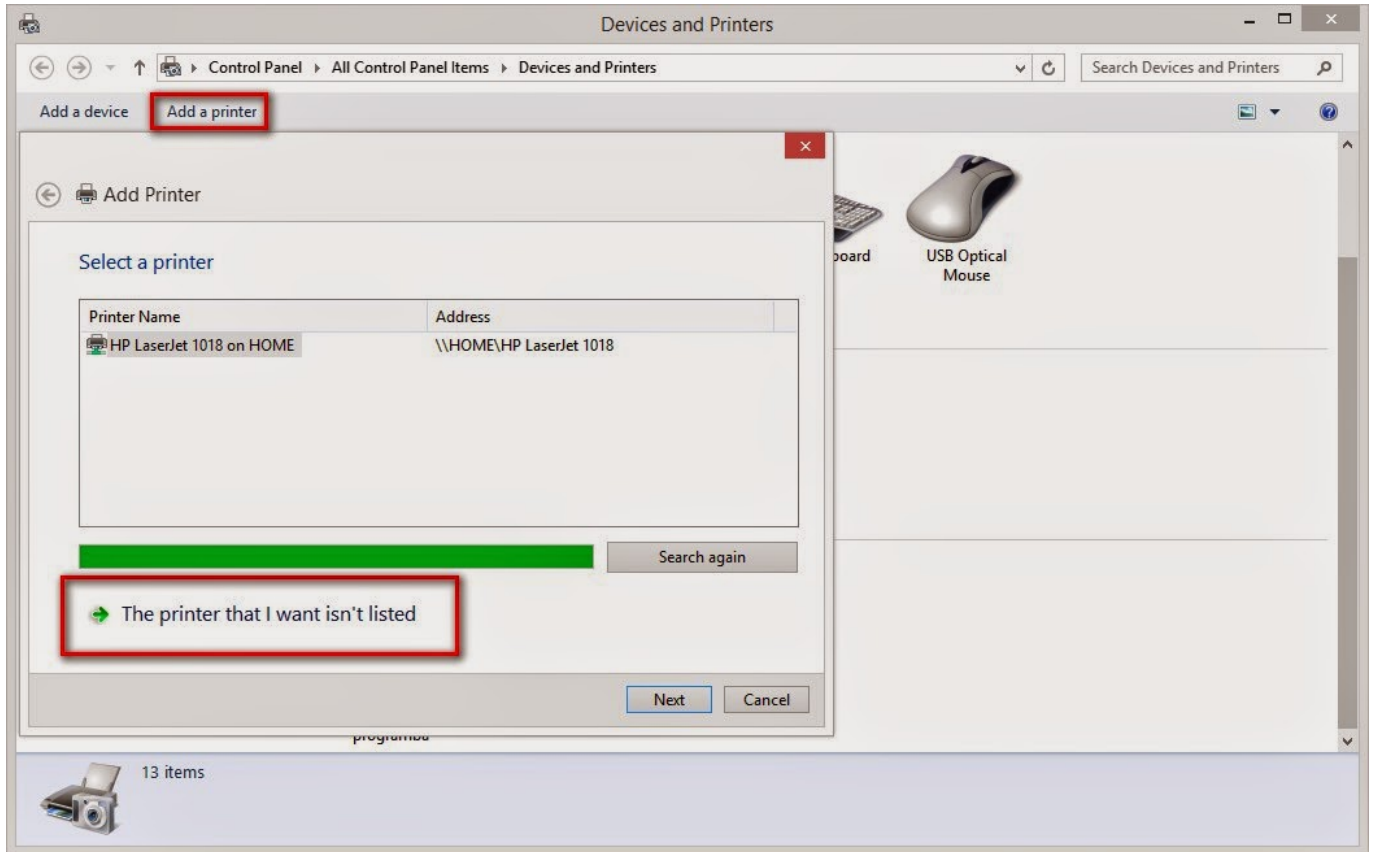 Devices and Printers
Control Panel All Control Panel Items Devices and Printers
Search Devices and Printers
Add a device Add a printer
Add Printer
Select a printer
Printer Name Address
HP LaserJet 1018 on HOME \\HOME\HP LaserJet 1018
Search again
The printer that I want isn't listed
Next Cancel
USB Optical
Mouse
13 items